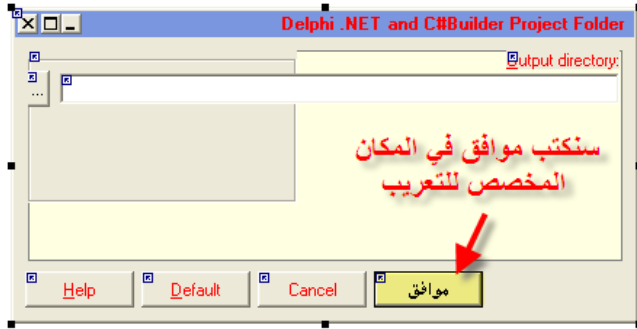 Delphi .NET and C#Builder Project Folder
Output directory:
...
سنكتب موافق في المكان
المخصص للتعريب
Help
Default
Cancel
موافق